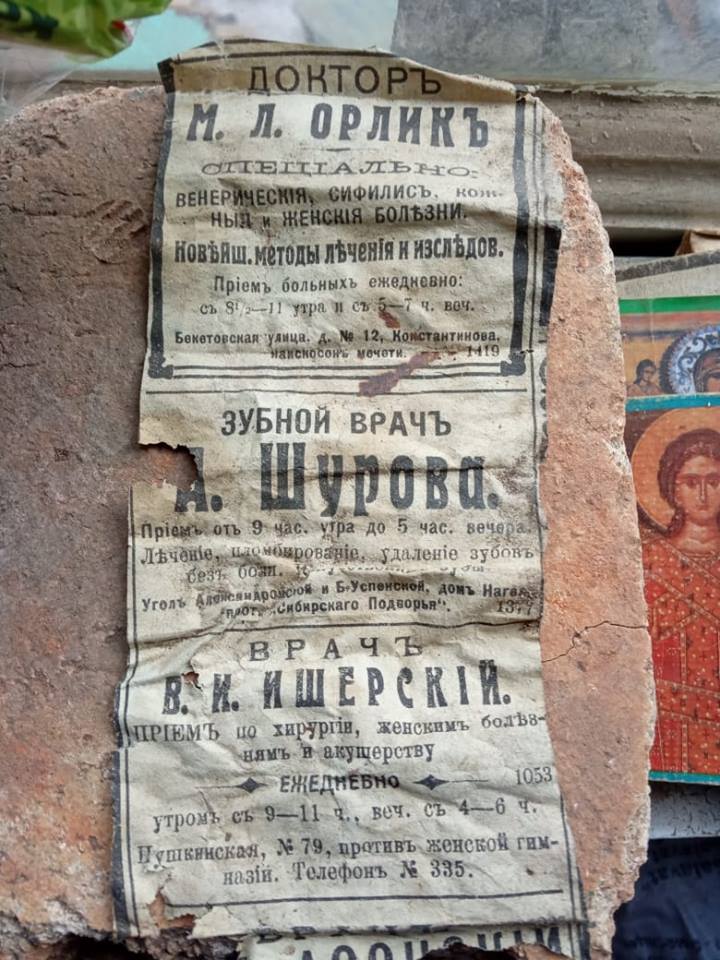 ДОКТОРЪ
М. Л. ОРЛИКЪ
СПЕЦІАЛЬНО:
ВЕНЕРИЧЕСКІЯ, СИФИЛИСЪ, кож-
НЫЯ и ЖЕНСКІЯ БОЛѢЗНИ.
Новѣйш. методы лѣченія и изслѣдов.
Пріемъ больныхъ ежедневно:
съ 8½—11 утра и съ 5—7 ч. веч.
Бекетовская улица, д. № 12, Константинова,
наискосокъ мечети. 1419
ЗУБНОЙ ВРАЧЪ
А. Шурова.
Пріемъ отъ 9 час. утра до 5 час. вечера.
Лѣченіе, пломбированіе, удаленіе зубовъ
безъ боли.
Уголъ Александровской и Б-Успенской, домъ
прот. „Сибирскаго Подворья".
ВРАЧЪ
В. И. ИШЕРСКІЙ.
ПРІЕМЪ по хирургіи, женскимъ болѣз-
нямъ и акушерству
ЕЖЕДНЕВНО 1053
утромъ съ 9—11 ч., веч. съ 4—6 ч.
Пушкинская, № 79, противъ женской гим-
назій. Телефонъ № 335.
ВРАЧЪ